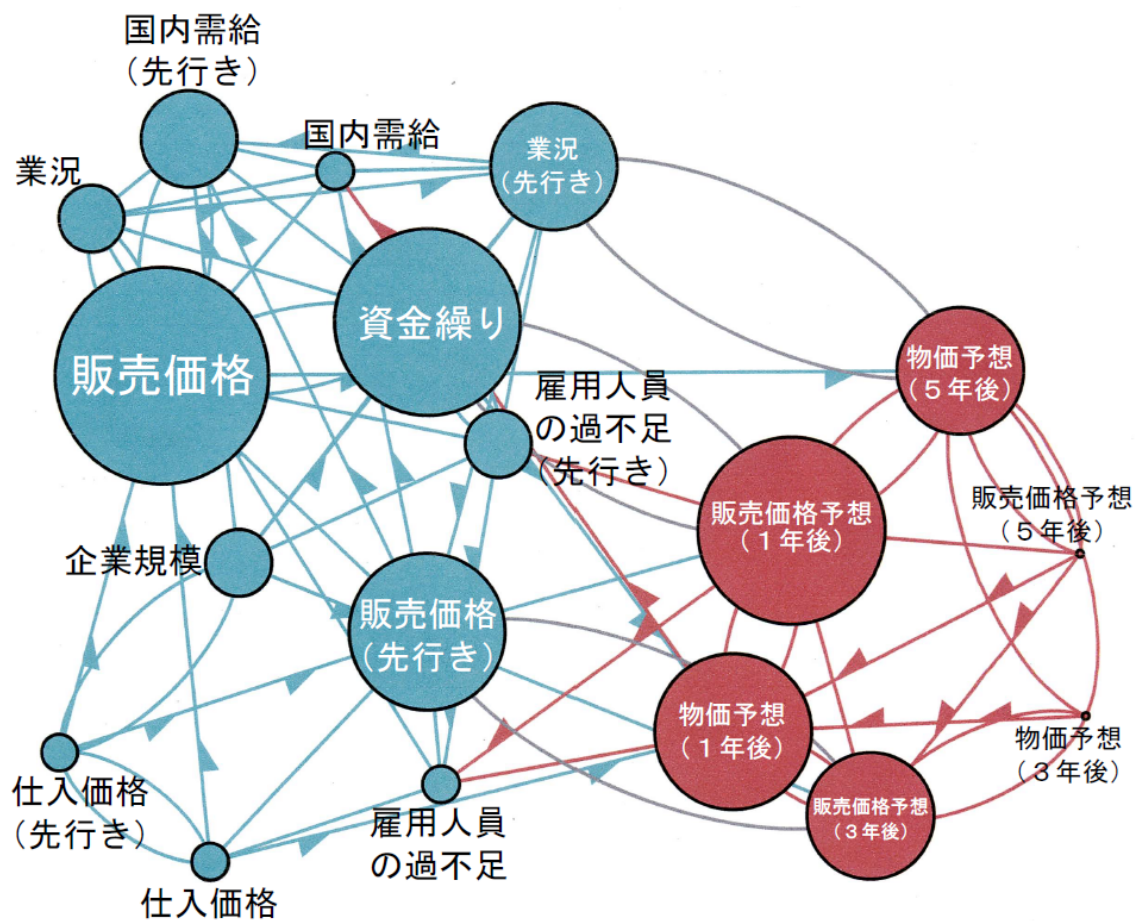 国内需給
（先行き）
国内需給
業況
業況
（先行き）
資金繰り
販売価格
物価予想
（５年後）
雇用人員
の過不足
（先行き）
販売価格予想
（５年後）
販売価格予想
（１年後）
企業規模
販売価格
（先行き）
物価予想
（１年後）
物価予想
（３年後）
仕入価格
（先行き）
雇用人員
の過不足
販売価格予想
（３年後）
仕入価格